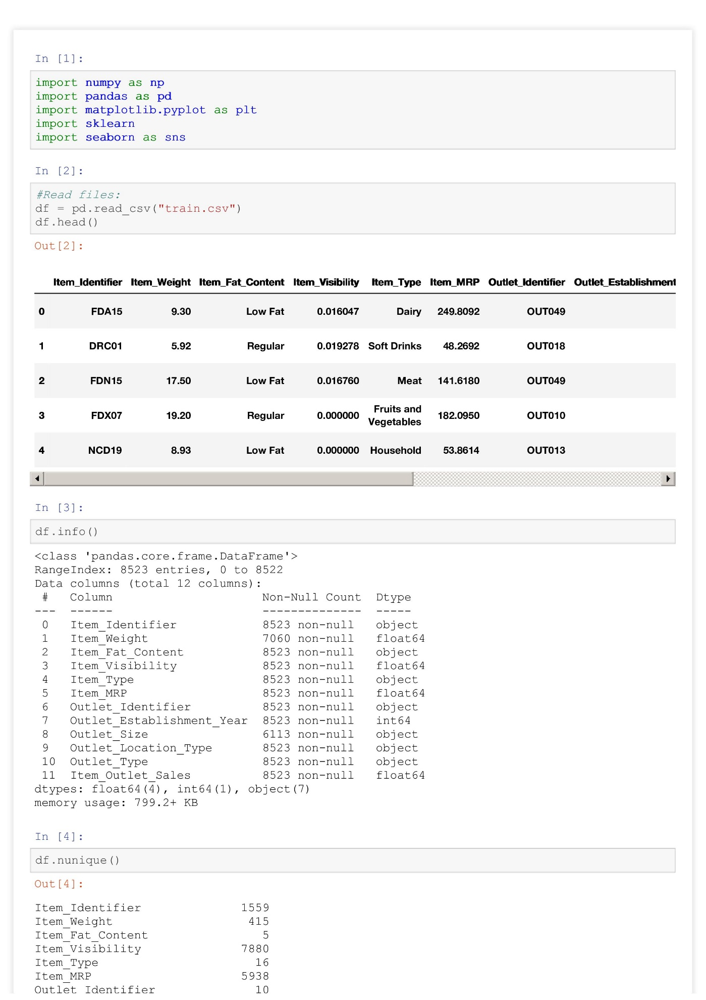 In [1]:
import numpy as np
import pandas as pd
import matplotlib.pyplot as plt
import sklearn
import seaborn as sns
In [2]:
#Read files:
df = pd.read_csv("train.csv")
df.head()
Out[2]:
Item_Identifier Item_Weight Item_Fat_Content Item_Visibility Item_Type Item_MRP Outlet_Identifier Outlet_Establishment
0 FDA15 9.30 Low Fat 0.016047 Dairy 249.8092 OUT049
1 DRC01 5.92 Regular 0.019278 Soft Drinks 48.2692 OUT018
2 FDN15 17.50 Low Fat 0.016760 Meat 141.6180 OUT049
3 FDX07 19.20 Regular 0.000000 Fruits and
Vegetables 182.0950 OUT010
4 NCD19 8.93 Low Fat 0.000000 Household 53.8614 OUT013
In [3]:
df.info()
<class 'pandas.core.frame.DataFrame'>
RangeIndex: 8523 entries, 0 to 8522
Data columns (total 12 columns):
 #   Column                     Non-Null Count  Dtype
---  ------                     --------------  -----
 0   Item_Identifier            8523 non-null   object
 1   Item_Weight                7060 non-null   float64
 2   Item_Fat_Content           8523 non-null   object
 3   Item_Visibility            8523 non-null   float64
 4   Item_Type                  8523 non-null   object
 5   Item_MRP                   8523 non-null   float64
 6   Outlet_Identifier          8523 non-null   object
 7   Outlet_Establishment_Year  8523 non-null   int64
 8   Outlet_Size                6113 non-null   object
 9   Outlet_Location_Type       8523 non-null   object
 10  Outlet_Type                8523 non-null   object
 11  Item_Outlet_Sales          8523 non-null   float64
dtypes: float64(4), int64(1), object(7)
memory usage: 799.2+ KB
In [4]:
df.nunique()
Out[4]:
Item_Identifier 1559
Item_Weight 415
Item_Fat_Content 5
Item_Visibility 7880
Item_Type 16
Item_MRP 5938
Outlet_Identifier 10